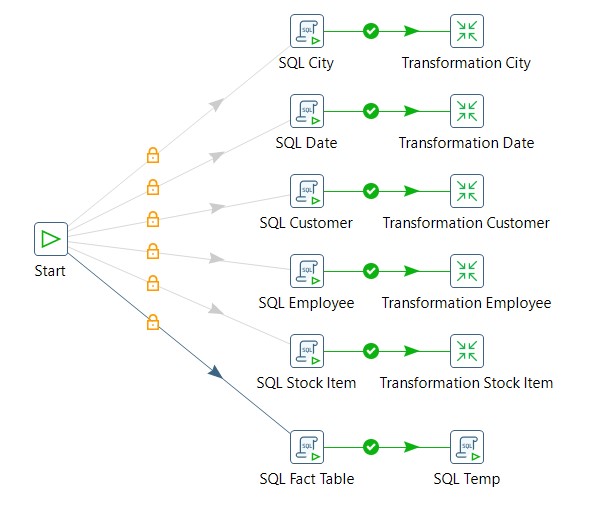 SQL City
Transformation City
SQL Date
Transformation Date
SQL Customer
Transformation Customer
Start
SQL Employee
Transformation Employee
SQL Stock Item
Transformation Stock Item
SQL Fact Table
SQL Temp